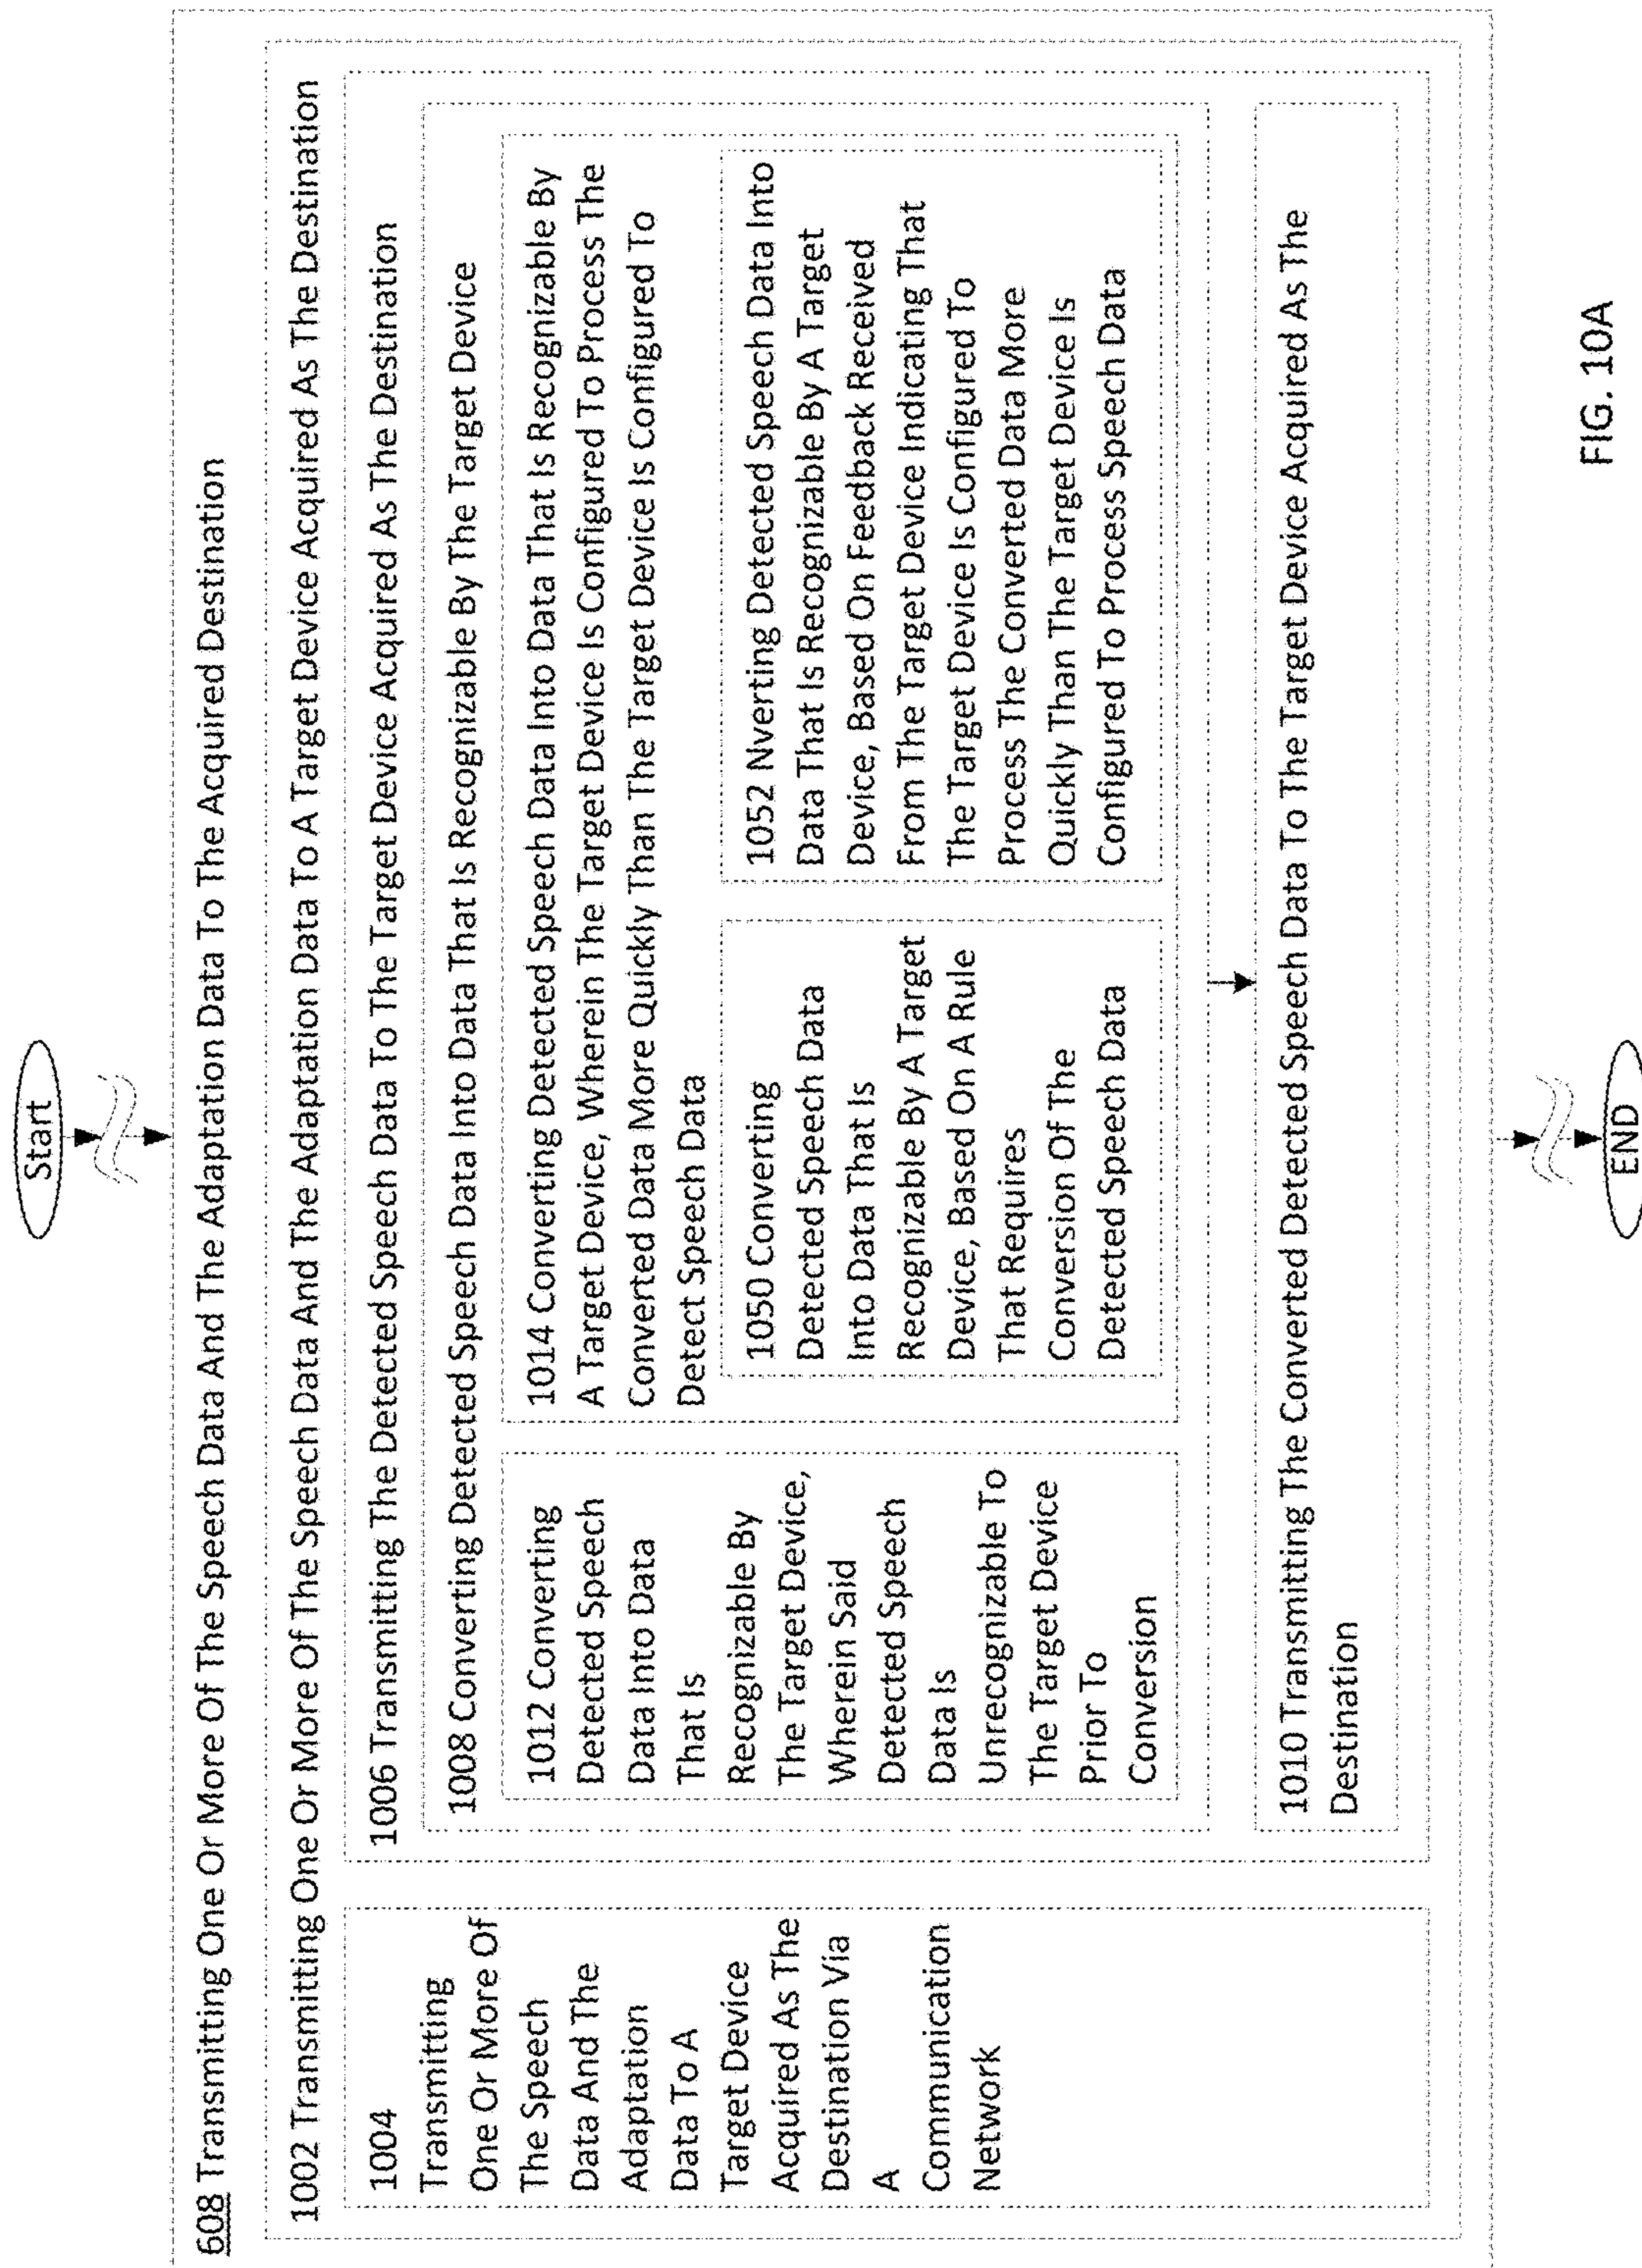 Start
608 Transmitting One Or More Of The Speech Data And The Adaptation Data To The Acquired Destination
1002 Transmitting One Or More Of The Speech Data And The Adaptation Data To A Target Device Acquired As The Destination
1004
Transmitting
One Or More Of
The Speech
Data And The
Adaptation
Data To A
Target Device
Acquired As The
Destination Via
A
Communication
Network
1006 Transmitting The Detected Speech Data To The Target Device Acquired As The Destination
1008 Converting Detected Speech Data Into Data That Is Recognizable By The Target Device
1012 Converting
Detected Speech
Data Into Data
That Is
Recognizable By
The Target Device,
Wherein Said
Detected Speech
Data Is
Unrecognizable To
The Target Device
Prior To
Conversion
1014 Converting Detected Speech Data Into Data That Is Recognizable By
A Target Device, Wherein The Target Device Is Configured To Process The
Converted Data More Quickly Than The Target Device Is Configured To
Detect Speech Data
1050 Converting
Detected Speech Data
Into Data That Is
Recognizable By A Target
Device, Based On A Rule
That Requires
Conversion Of The
Detected Speech Data
1052 Nverting Detected Speech Data Into
Data That Is Recognizable By A Target
Device, Based On Feedback Received
From The Target Device Indicating That
The Target Device Is Configured To
Process The Converted Data More
Quickly Than The Target Device Is
Configured To Process Speech Data
1010 Transmitting The Converted Detected Speech Data To The Target Device Acquired As The
Destination
END
FIG. 10A